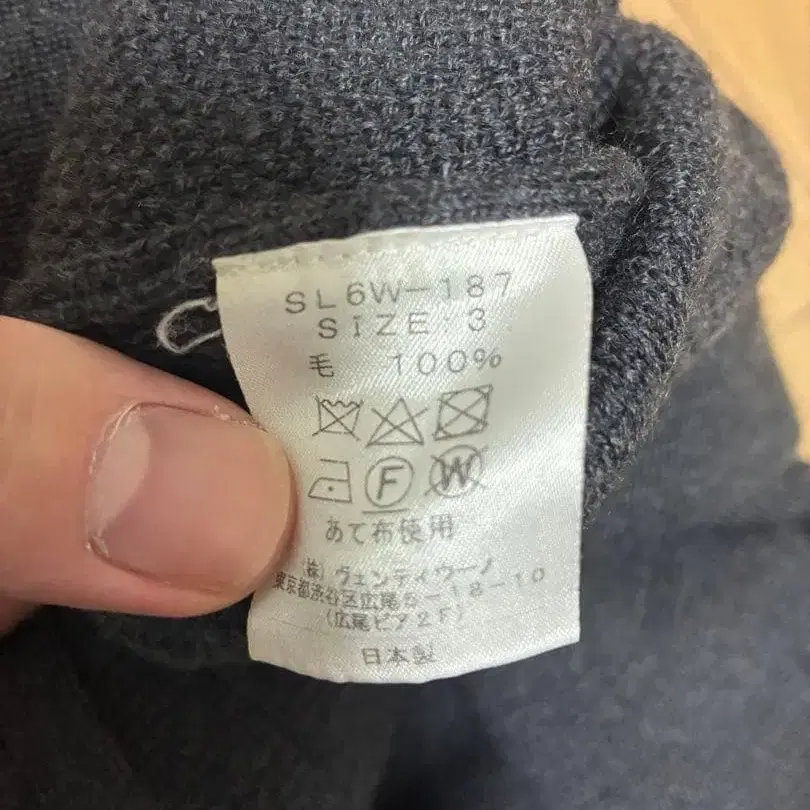 SL6W-187
SIZE:3
毛 100%
F W
あて布使用
(株)ヴェンティウーノ
東京都渋谷区広尾5-18-10
(広尾ピア2F)
日本製